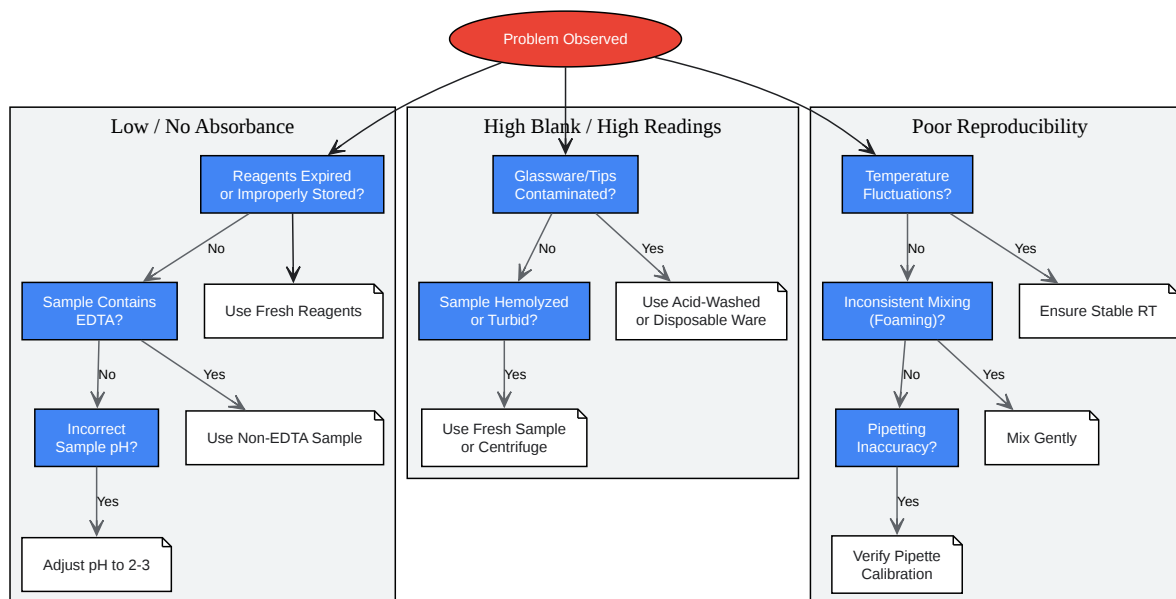 Problem Observed
Low / No Absorbance
Reagents Expired
or Improperly Stored?
No
Sample Contains
EDTA?
Use Fresh Reagents
No
Yes
Incorrect
Sample pH?
Use Non-EDTA Sample
Yes
Adjust pH to 2-3
High Blank / High Readings
Glassware/Tips
Contaminated?
No
Yes
Sample Hemolyzed
or Turbid?
Use Acid-Washed
or Disposable Ware
Yes
Use Fresh Sample
or Centrifuge
Poor Reproducibility
Temperature
Fluctuations?
No
Yes
Inconsistent Mixing
(Foaming)?
Ensure Stable RT
No
Yes
Pipetting
Inaccuracy?
Mix Gently
Yes
Verify Pipette
Calibration